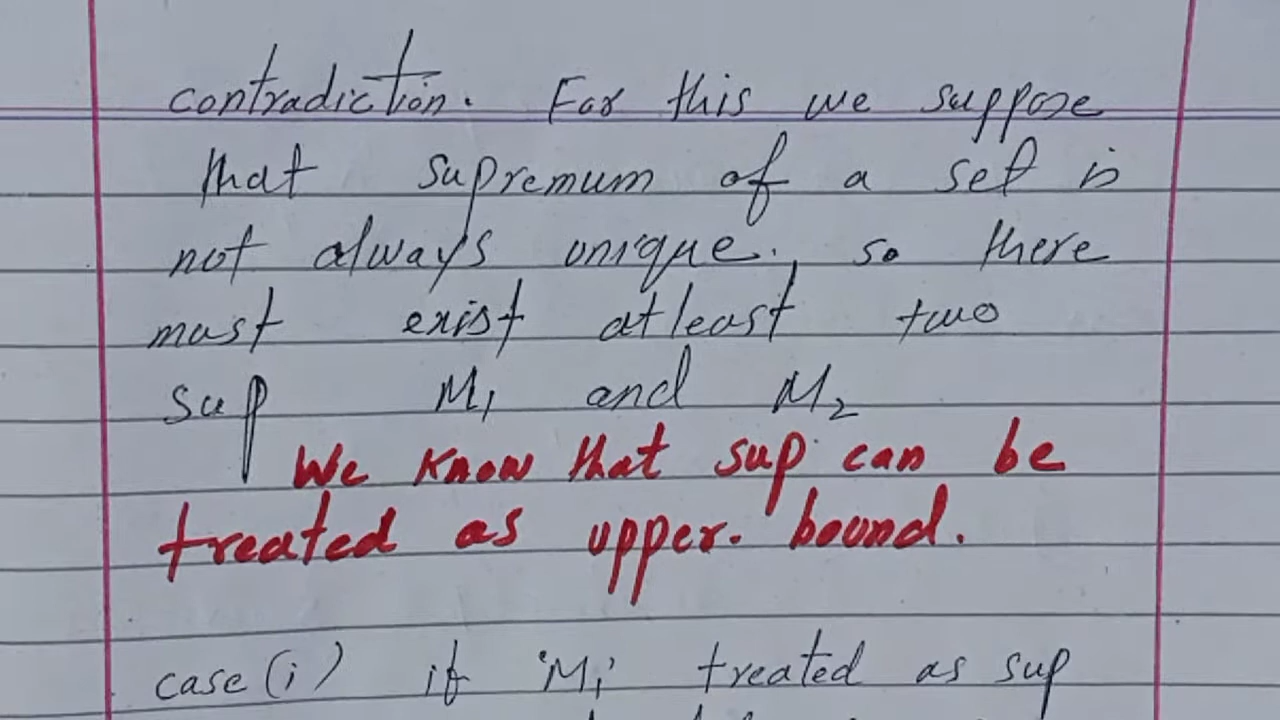 contradiction. For this we suppose
that supremum of a set is
not always unique., so there
must exist atleast two
sup M₁ and M₂
We know that sup can be
treated as upper. bound.
case (i) if 'M₁' treated as sup